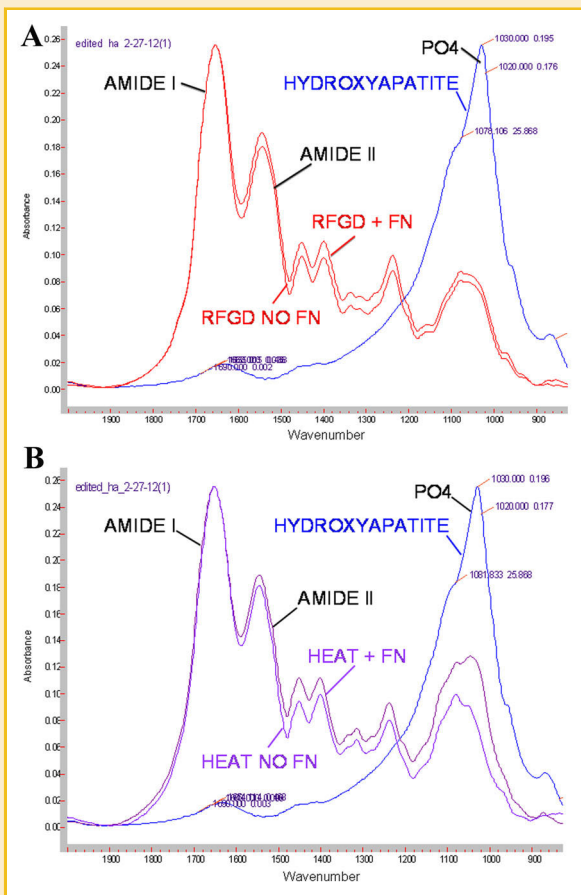 A
edited ha 2-27-12(1)
0.26
0.24
0.22
0.20
0.18
0.16
0.14
0.12
0.10
0.08
0.06
0.04
0.02
0.00
Absorbance
AMIDE I
AMIDE II
PO4
HYDROXYAPATITE
1030.000 0.195
1020.000 0.176
1078.106 25.868
RFGD + FN
RFGD NO FN
1690.000 0.002
1900 1800 1700 1600 1500 1400 1300 1200 1100 1000 900
Wavenumber
B
edited_ha_2-27-12(1)
0.26
0.24
0.22
0.20
0.18
0.16
0.14
0.12
0.10
0.08
0.06
0.04
0.02
0.00
Absorbance
AMIDE I
AMIDE II
PO4
HYDROXYAPATITE
1030.000 0.196
1020.000 0.177
1081.833 25.868
HEAT + FN
HEAT NO FN
0.003
1900 1800 1700 1600 1500 1400 1300 1200 1100 1000 900
Wavenumber